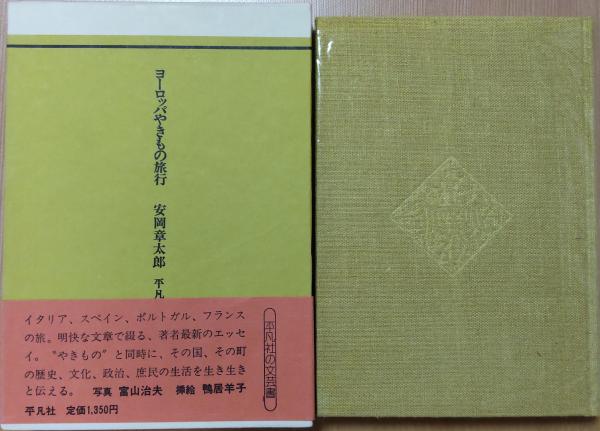 ヨーロッパやきもの旅行 安岡章太郎 平凡
イタリア、スペイン、ポルトガル、フランス
の旅。明快な文章で綴る、著者最新のエッセ
イ。〝やきもの〟と同時に、その国、その町
の歴史、文化、政治、庶民の生活を生き生き
と伝える。 写真 富山治夫 挿絵 鴨居羊子
平凡社 定価1,350円
平凡社の文芸書